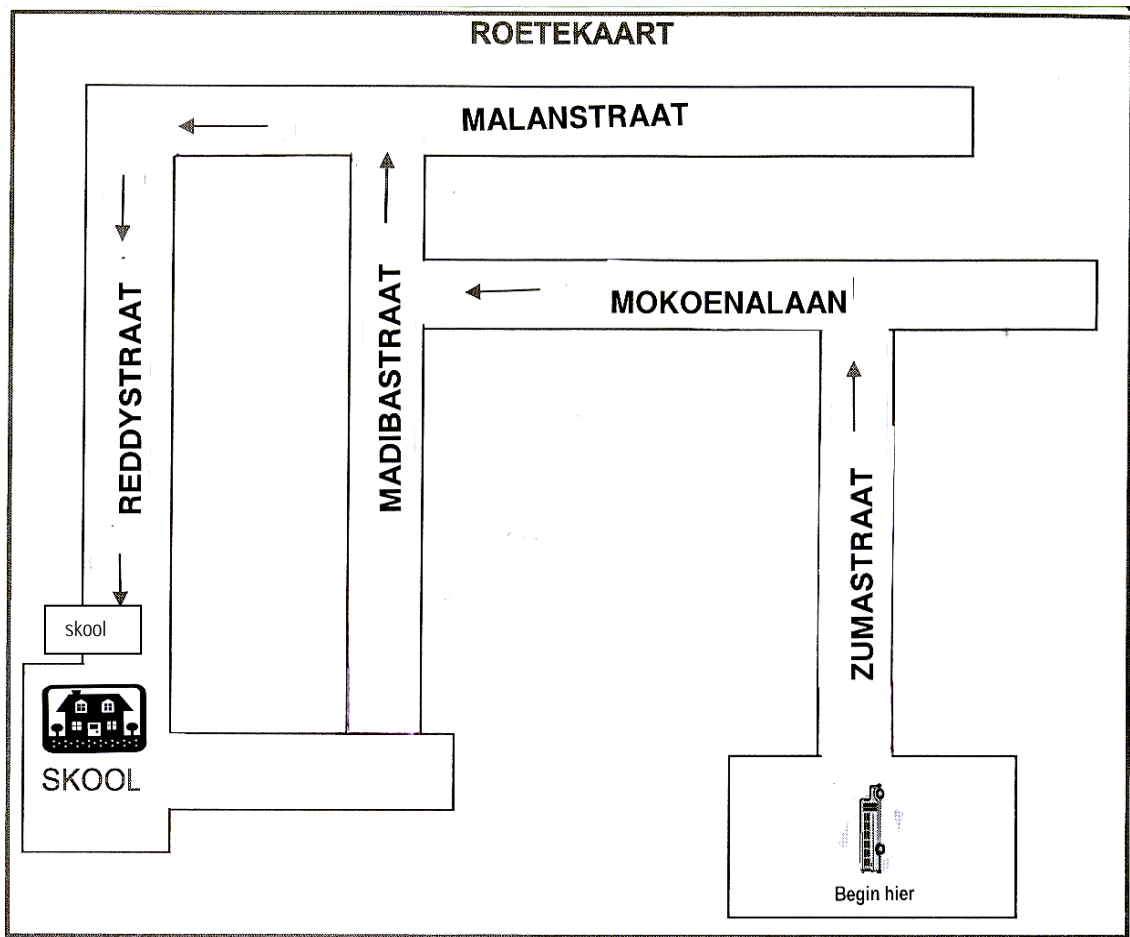 ROETEKAART
MALANSTRAAT
MOKOENALAAN
REDDYSTRAAT
MADIBASTRAAT
ZUMASTRAAT
skool
SKOOL
Begin hier